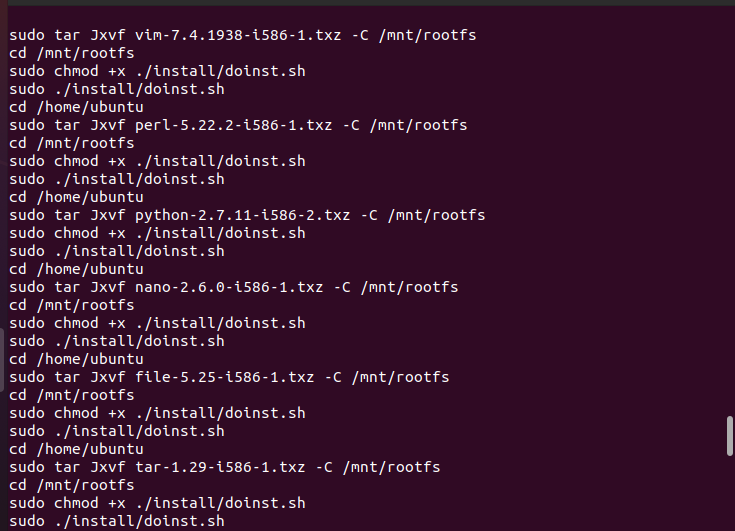 sudo tar Jxvf vim-7.4.1938-i586-1.txz -C /mnt/rootfs
cd /mnt/rootfs
sudo chmod +x ./install/doinst.sh
sudo ./install/doinst.sh
cd /home/ubuntu
sudo tar Jxvf perl-5.22.2-i586-1.txz -C /mnt/rootfs
cd /mnt/rootfs
sudo chmod +x ./install/doinst.sh
sudo ./install/doinst.sh
cd /home/ubuntu
sudo tar Jxvf python-2.7.11-i586-2.txz -C /mnt/rootfs
sudo chmod +x ./install/doinst.sh
sudo ./install/doinst.sh
cd /home/ubuntu
sudo tar Jxvf nano-2.6.0-i586-1.txz -C /mnt/rootfs
cd /mnt/rootfs
sudo chmod +x ./install/doinst.sh
sudo ./install/doinst.sh
cd /home/ubuntu
sudo tar Jxvf file-5.25-i586-1.txz -C /mnt/rootfs
cd /mnt/rootfs
sudo chmod +x ./install/doinst.sh
sudo ./install/doinst.sh
cd /home/ubuntu
sudo tar Jxvf tar-1.29-i586-1.txz -C /mnt/rootfs
cd /mnt/rootfs
sudo chmod +x ./install/doinst.sh
sudo ./install/doinst.sh